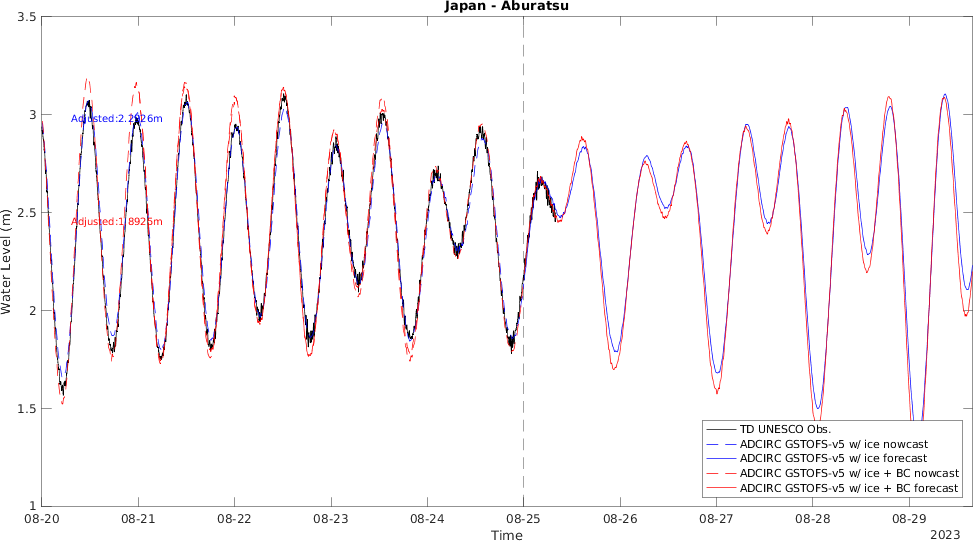 Japan - Aburatsu
3.5
3
2.5
2
1.5
1
Water Level (m)
Adjusted:2.2926m
Adjusted:1.8925m
TD UNESCO Obs.
ADCIRC GSTOFS-v5 w/ ice nowcast
ADCIRC GSTOFS-v5 w/ ice forecast
ADCIRC GSTOFS-v5 w/ ice + BC nowcast
ADCIRC GSTOFS-v5 w/ ice + BC forecast
08-20 08-21 08-22 08-23 08-24 08-25 08-26 08-27 08-28 08-29
Time
2023